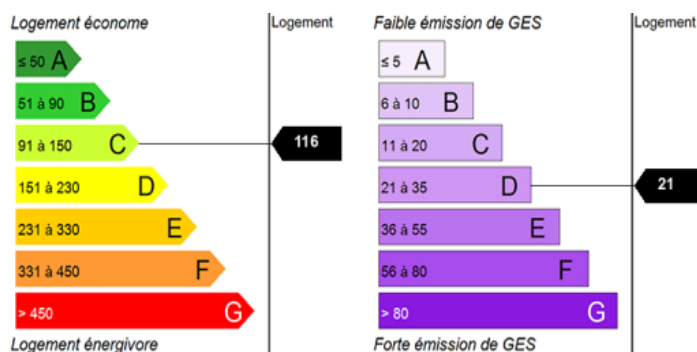 Logement économe
Logement
≤ 50 A
51 à 90 B
91 à 150 C
116
151 à 230 D
231 à 330 E
331 à 450 F
> 450 G
Logement énergivore
Faible émission de GES
Logement
≤ 5 A
6 à 10 B
11 à 20 C
21 à 35 D
21
36 à 55 E
56 à 80 F
> 80 G
Forte émission de GES